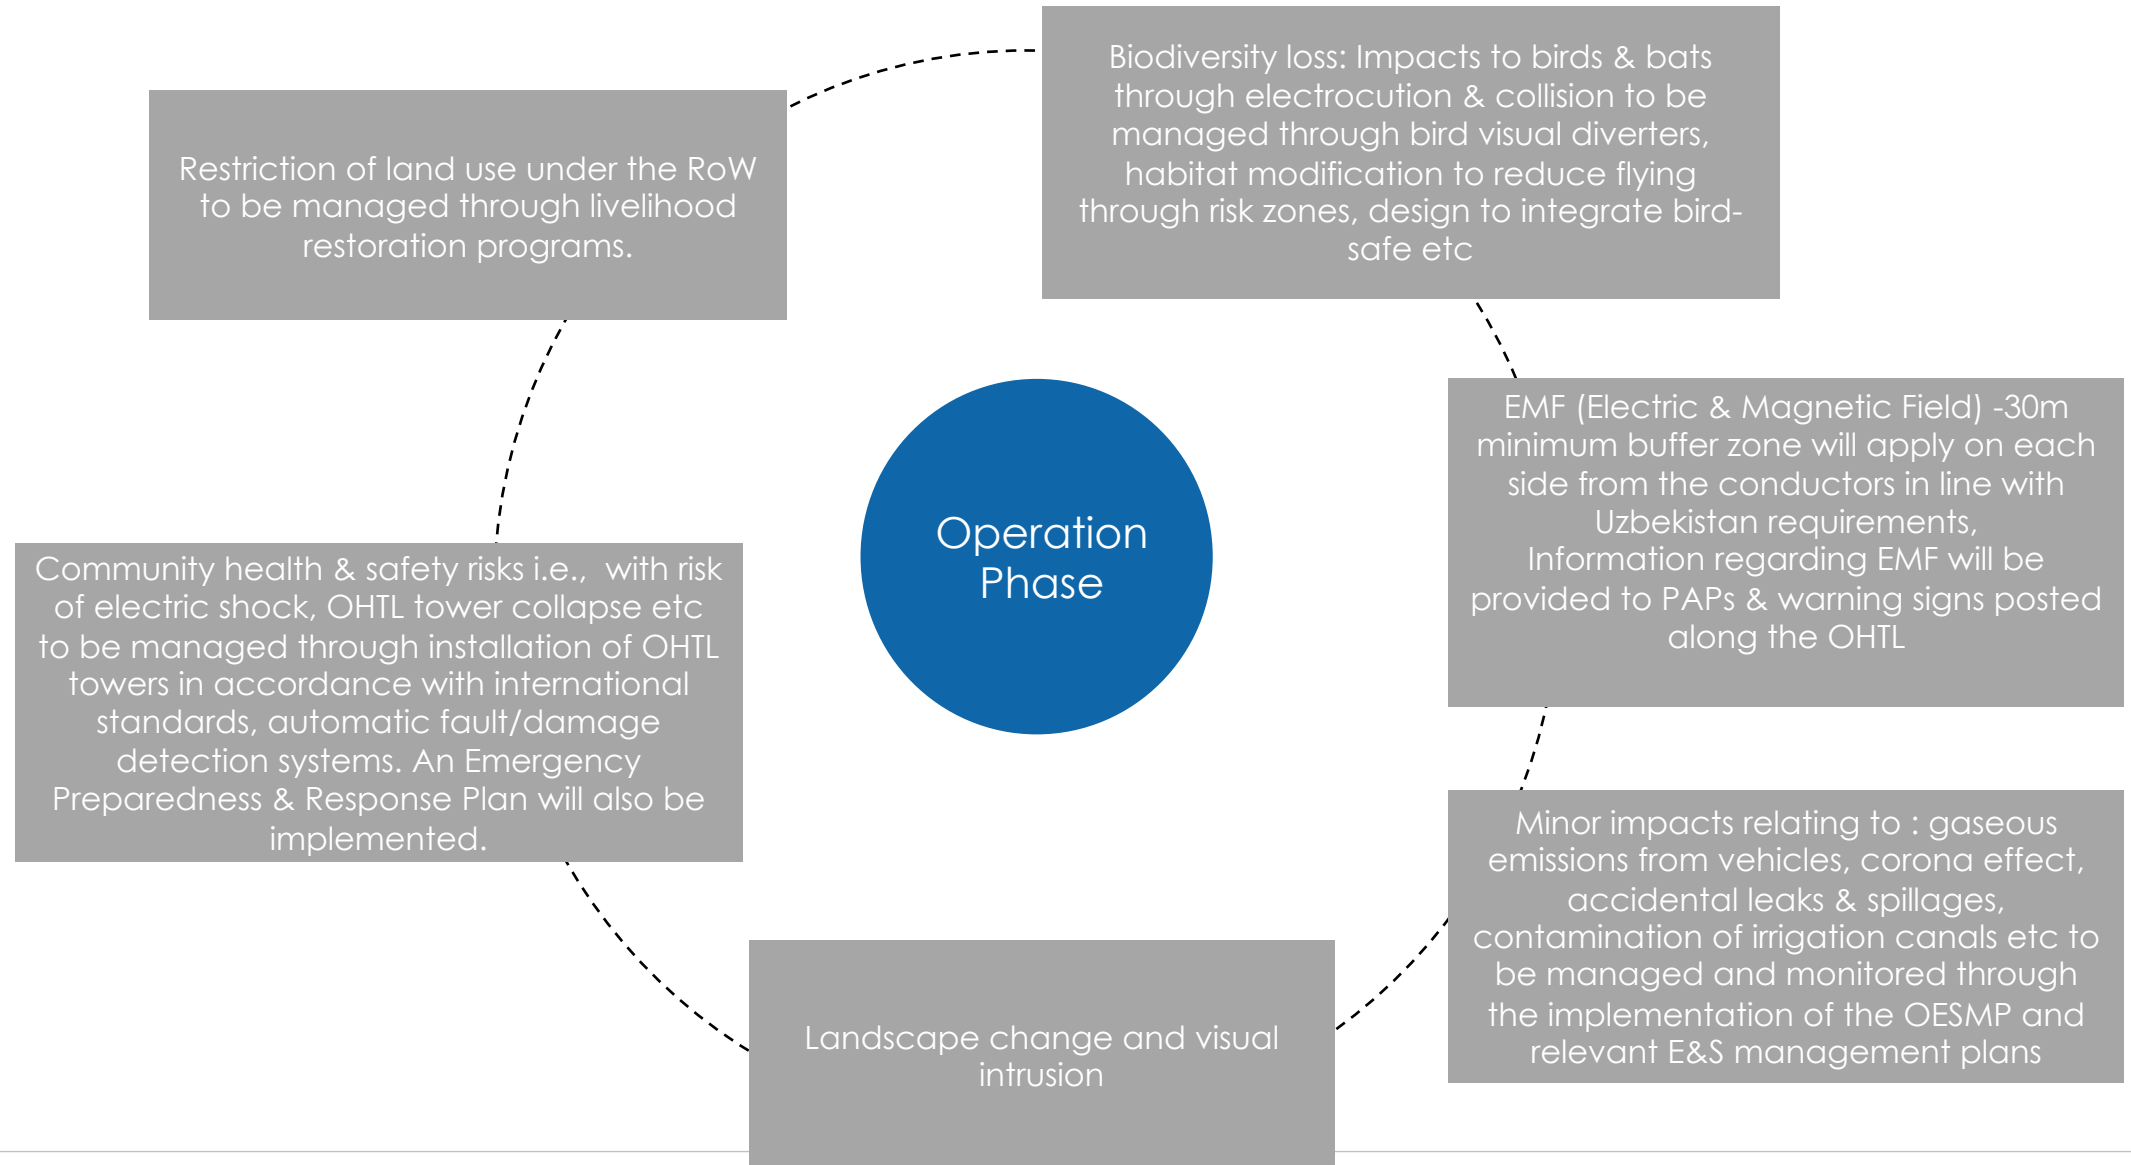 Biodiversity loss: Impacts to birds & bats
through electrocution & collision to be
managed through bird visual diverters,
habitat modification to reduce flying
through risk zones, design to integrate bird-
safe etc
Restriction of land use under the RoW
to be managed through livelihood
restoration programs.
EMF (Electric & Magnetic Field) -30m
minimum buffer zone will apply on each
side from the conductors in line with
Uzbekistan requirements,
Information regarding EMF will be
provided to PAPs & warning signs posted
along the OHTL
Operation
Phase
Community health & safety risks i.e.,  with risk
of electric shock, OHTL tower collapse etc
to be managed through installation of OHTL
towers in accordance with international
standards, automatic fault/damage
detection systems. An Emergency
Preparedness & Response Plan will also be
implemented.
Minor impacts relating to : gaseous
emissions from vehicles, corona effect,
accidental leaks & spillages,
contamination of irrigation canals etc to
be managed and monitored through
the implementation of the OESMP and
relevant E&S management plans
Landscape change and visual
intrusion